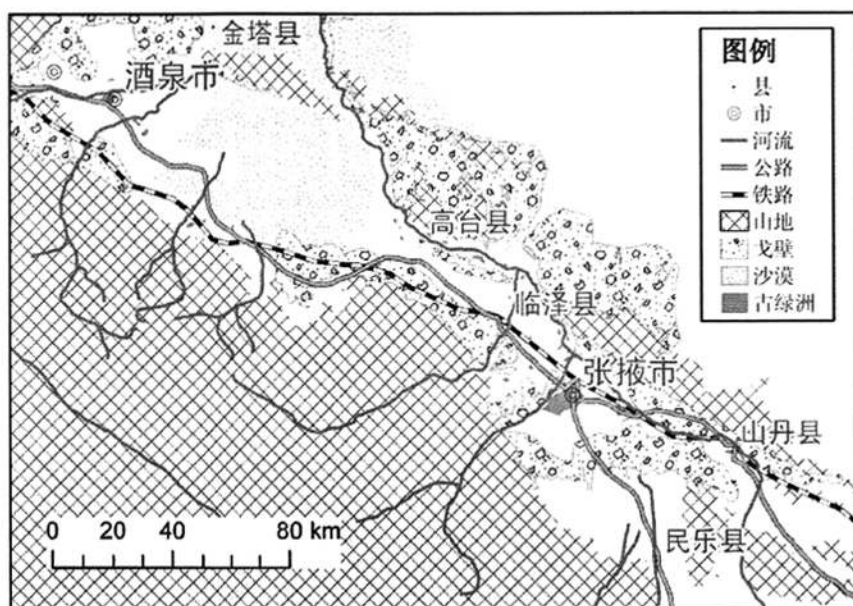 金塔县
酒泉市
高台县
临泽县
张掖市
山丹县
民乐县
0 20 40 80 km
图例
县
市
河流
公路
铁路
山地
戈壁
沙漠
古绿洲